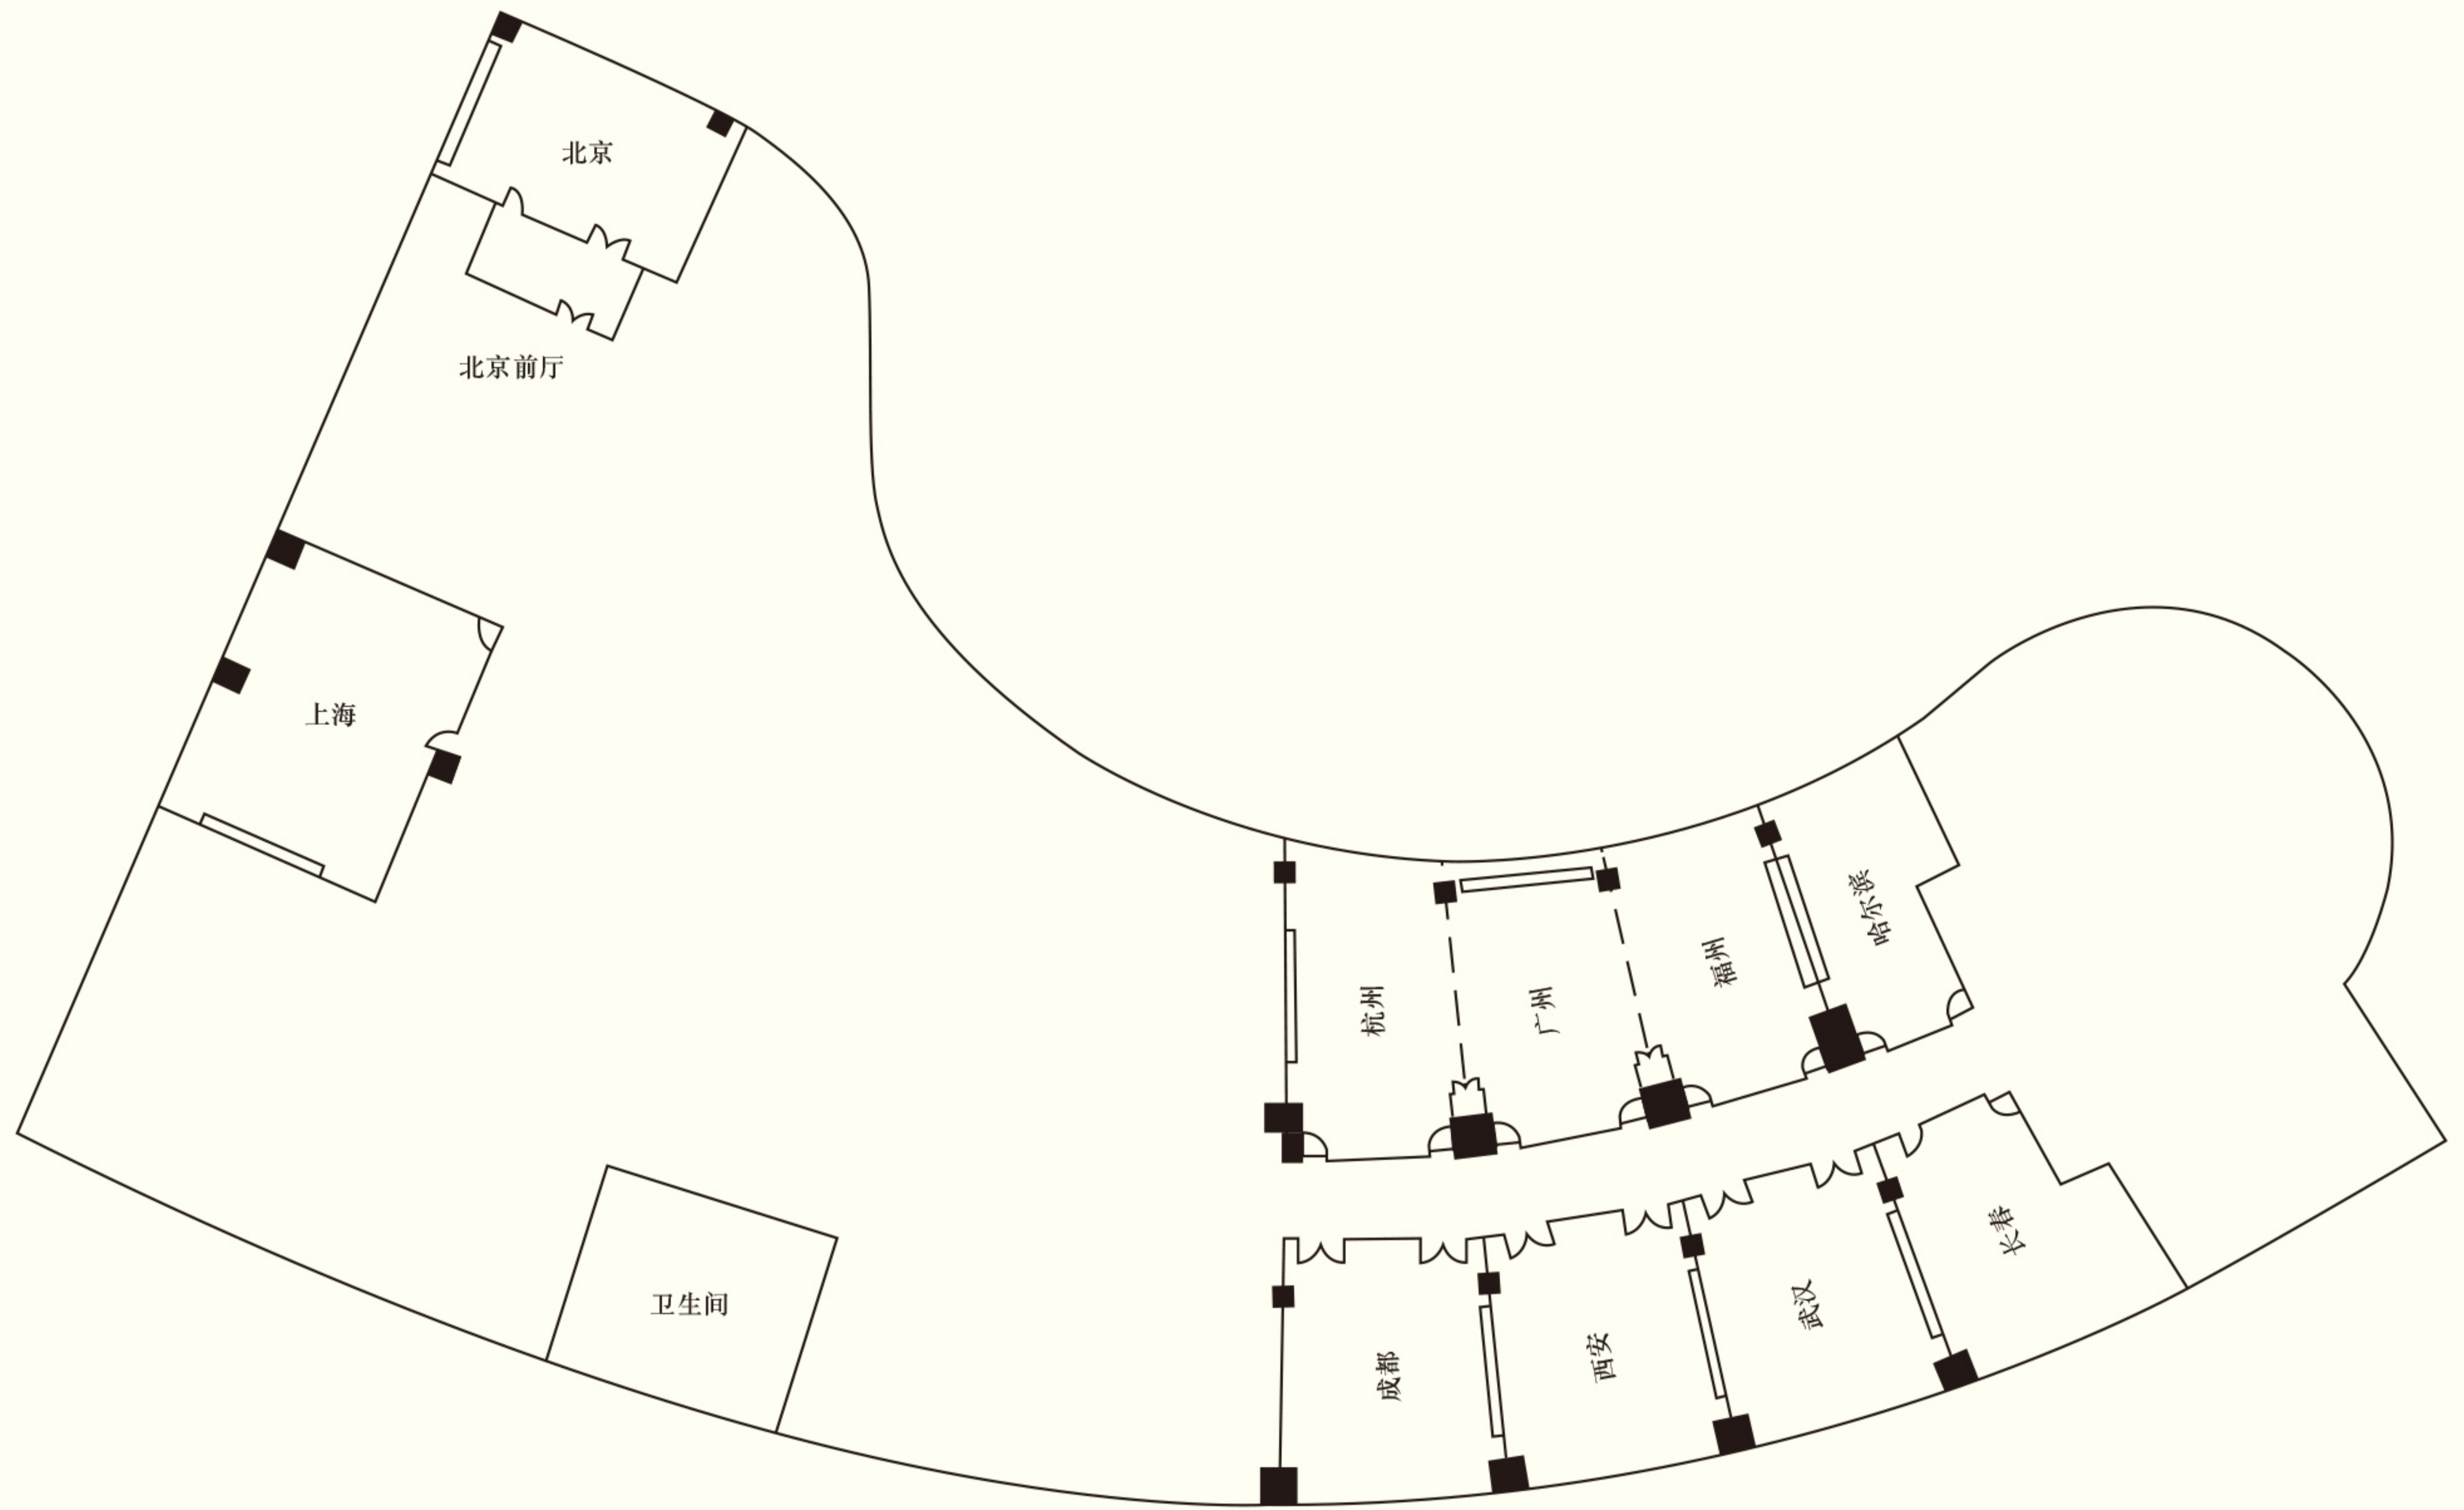 北京
北京前厅
上海
杭州
广州
福州
哈尔滨
卫生间
成都
西安
武汉
长春